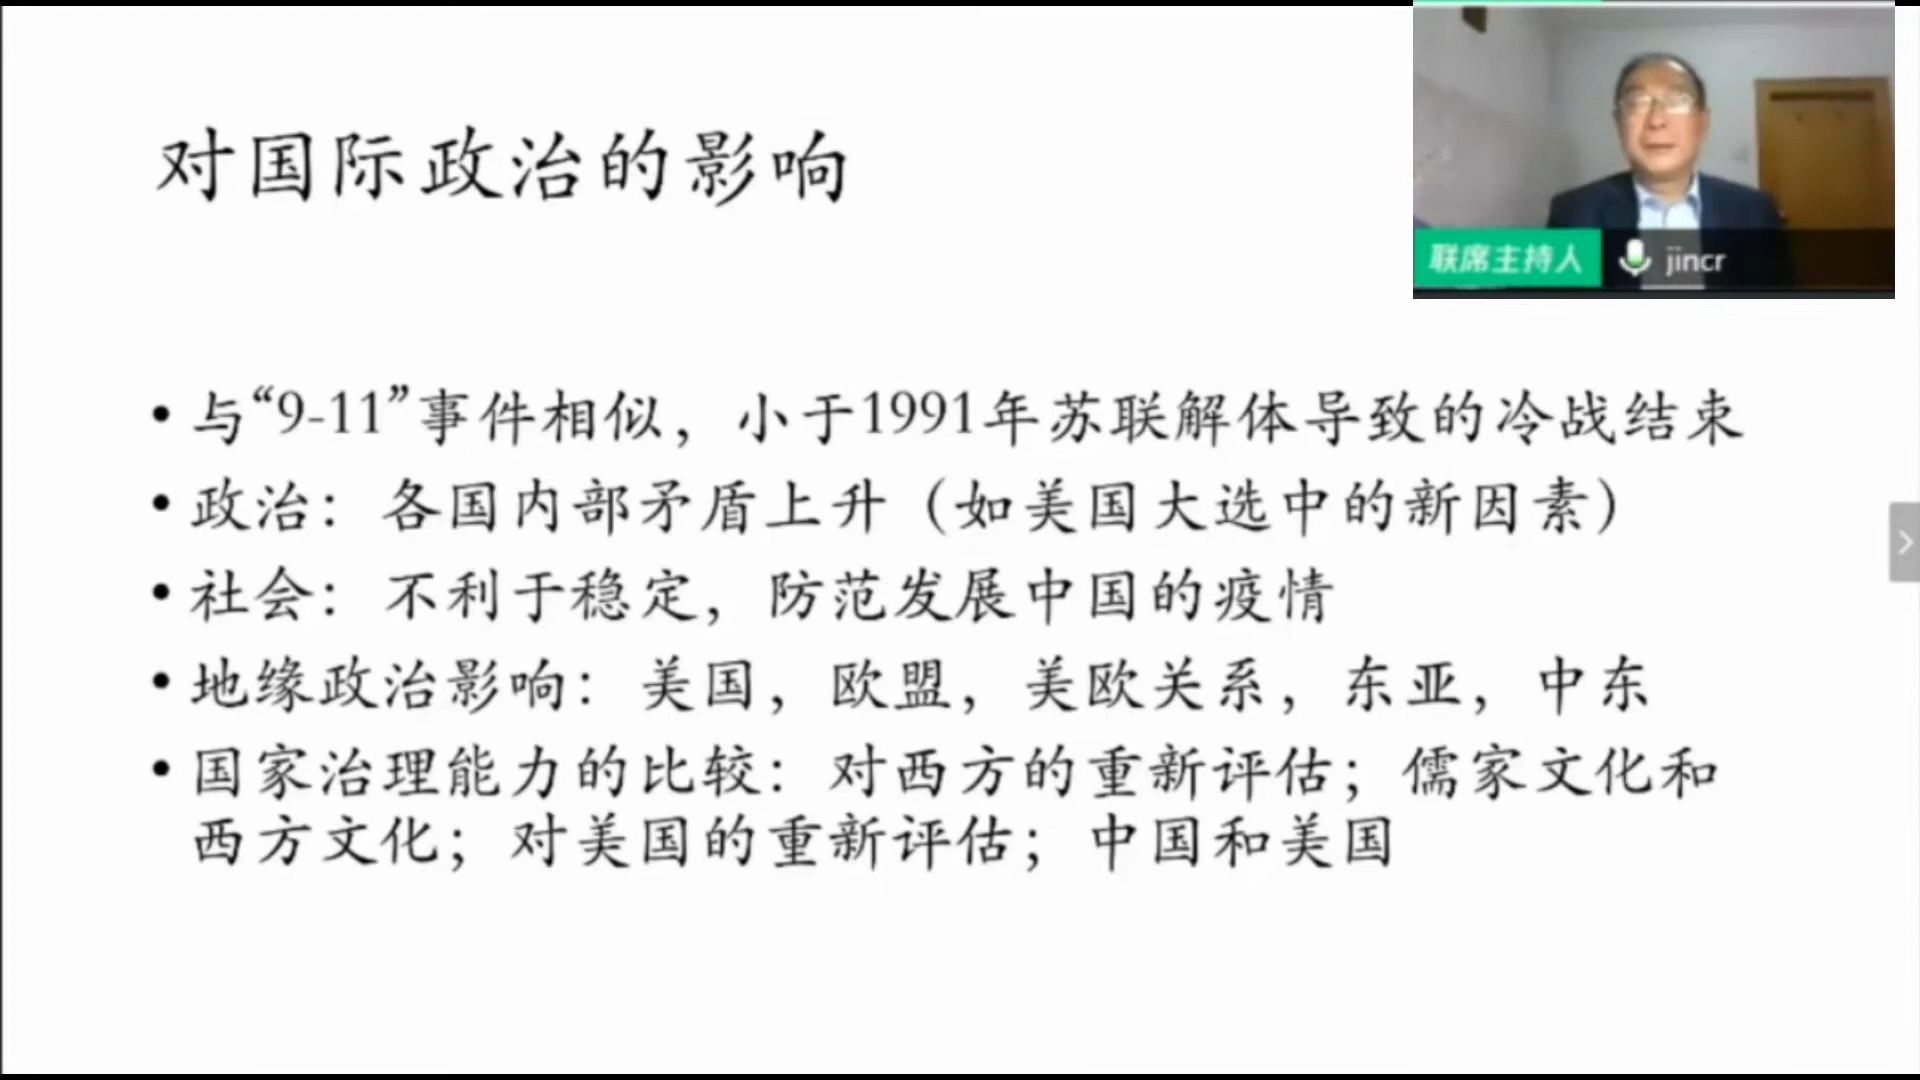 对国际政治的影响
联席主持人 jincr
• 与“9-11”事件相似，小于1991年苏联解体导致的冷战结束
• 政治：各国内部矛盾上升（如美国大选中的新因素）
• 社会：不利于稳定，防范发展中国的疫情
• 地缘政治影响：美国，欧盟，美欧关系，东亚，中东
• 国家治理能力的比较：对西方的重新评估；儒家文化和
西方文化；对美国的重新评估；中国和美国